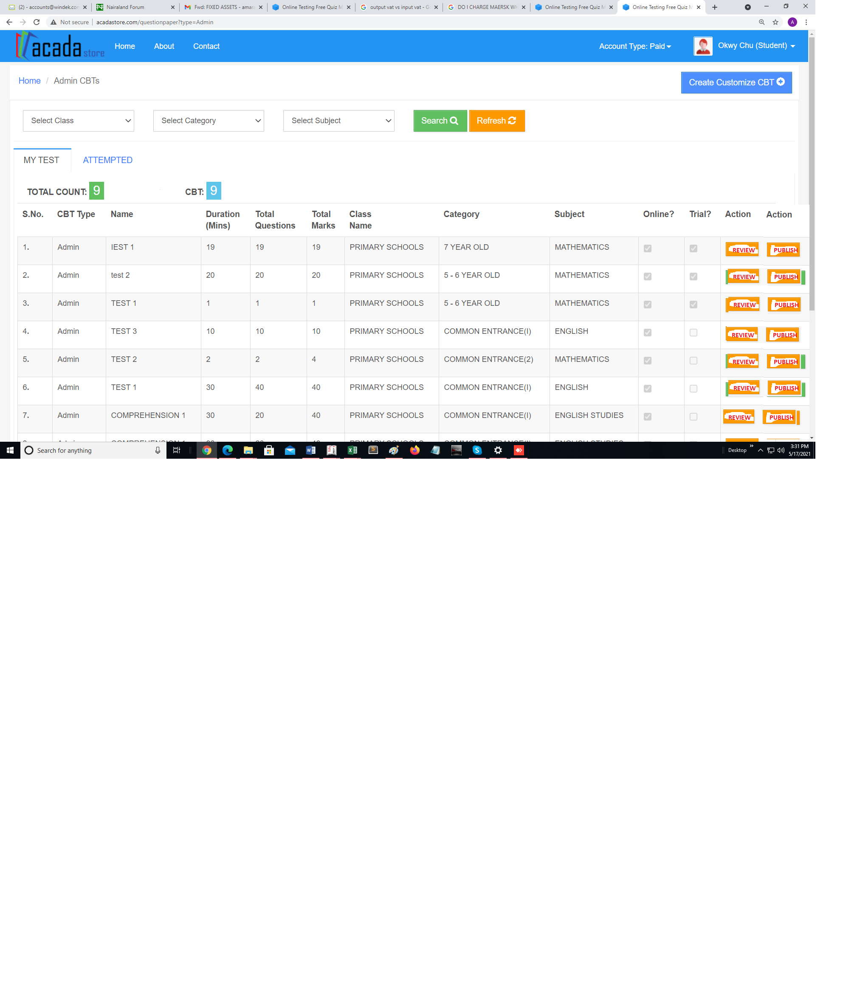 (2) - accounts@windek.com
Nairaland Forum
Fwd: FIXED ASSETS - amara
Online Testing Free Quiz M
output vat vs input vat - G
DO I CHARGE MAERSK WH
Online Testing Free Quiz M
Online Testing Free Quiz M
Not secure acadastore.com/questionpaper?type=Admin
A
acada store
Home
About
Contact
Account Type: Paid
Okwy Chu (Student)
Home / Admin CBTs
Create Customize CBT
Select Class
Select Category
Select Subject
Search
Refresh
MY TEST
ATTEMPTED
TOTAL COUNT: 9 CBT: 9
S.No. CBT Type Name Duration (Mins) Total Questions Total Marks Class Name Category Subject Online? Trial? Action Action
1. Admin IEST 1 19 19 19 PRIMARY SCHOOLS 7 YEAR OLD MATHEMATICS REVIEW PUBLISH
2. Admin test 2 20 20 20 PRIMARY SCHOOLS 5 - 6 YEAR OLD MATHEMATICS REVIEW PUBLISH
3. Admin TEST 1 1 1 1 PRIMARY SCHOOLS 5 - 6 YEAR OLD MATHEMATICS REVIEW PUBLISH
4. Admin TEST 3 10 10 10 PRIMARY SCHOOLS COMMON ENTRANCE(I) ENGLISH REVIEW PUBLISH
5. Admin TEST 2 2 2 4 PRIMARY SCHOOLS COMMON ENTRANCE(2) MATHEMATICS REVIEW PUBLISH
6. Admin TEST 1 30 40 40 PRIMARY SCHOOLS COMMON ENTRANCE(I) ENGLISH REVIEW PUBLISH
7. Admin COMPREHENSION 1 30 20 40 PRIMARY SCHOOLS COMMON ENTRANCE(I) ENGLISH STUDIES REVIEW PUBLISH
Search for anything
Desktop
3:31 PM
5/17/2021